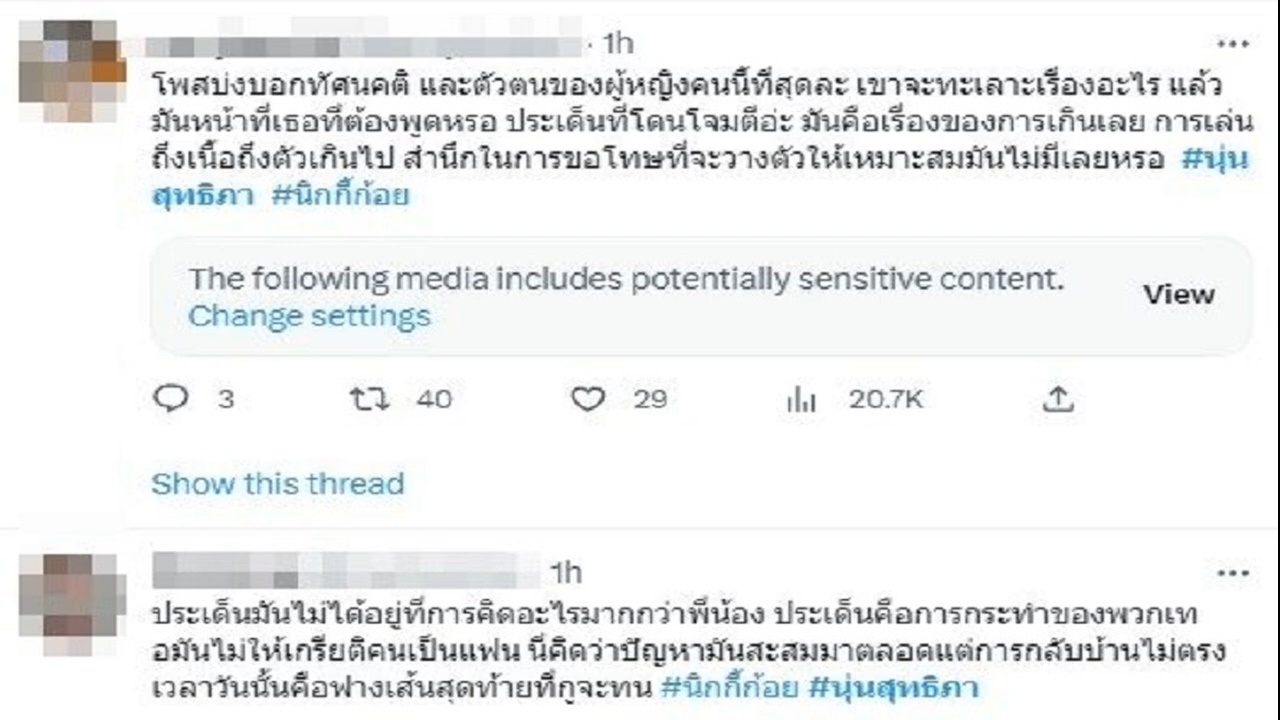 · 1h
โพสบ่งบอกทัศนคติ และตัวตนของผู้หญิงคนนี้ที่สุดละ เขาจะทะเลาะเรื่องอะไร แล้ว
มันหน้าที่เธอที่ต้องพูดหรอ ประเด็นที่โดนโจมตีอ่ะ มันคือเรื่องของการเกินเลย การเล่น
ถึงเนื้อถึงตัวเกินไป สำนึกในการขอโทษที่จะวางตัวให้เหมาะสมมันไม่มีเลยหรอ #นุ่น
สุทธิภา #นิกกี้ก้อย
The following media includes potentially sensitive content.
Change settings
View
3 40 29 20.7K
Show this thread
1h
ประเด็นมันไม่ได้อยู่ที่การคิดอะไรมากกว่าพี่น้อง ประเด็นคือการกระทำของพวกเท
อมันไม่ให้เกรียติคนเป็นแฟน นี่คิดว่าปัญหามันสะสมมาตลอดแต่การกลับบ้านไม่ตรง
เวลาวันนั้นคือฟางเส้นสุดท้ายที่กูจะทน #นิกกี้ก้อย #นุ่นสุทธิภา